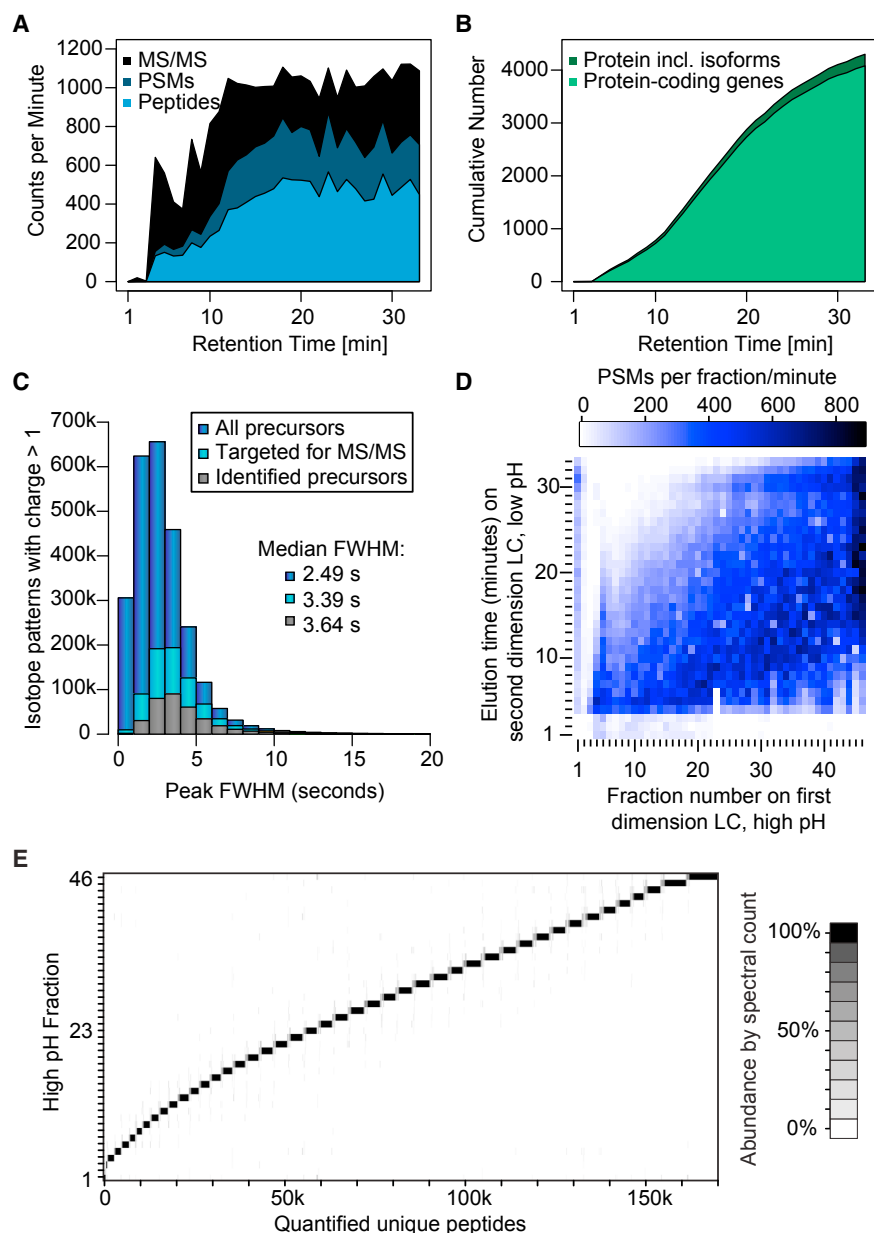 A
1200
1000
800
600
400
200
0
MS/MS
PSMs
Peptides
Counts per Minute
1
10
20
30
Retention Time [min]
B
4000
3000
2000
1000
0
Protein incl. isoforms
Protein-coding genes
Cumulative Number
1
10
20
30
Retention Time [min]
C
700k
600k
500k
400k
300k
200k
100k
0
Isotope patterns with charge > 1
All precursors
Targeted for MS/MS
Identified precursors
Median FWHM:
2.49 s
3.39 s
3.64 s
0
5
10
15
20
Peak FWHM (seconds)
D
PSMs per fraction/minute
0 200 400 600 800
Elution time (minutes) on
second dimension LC, low pH
30
20
10
1
1
10
20
30
40
Fraction number on first
dimension LC, high pH
E
High pH Fraction
46
23
1
0
50k
100k
150k
Quantified unique peptides
Abundance by spectral count
100%
50%
0%